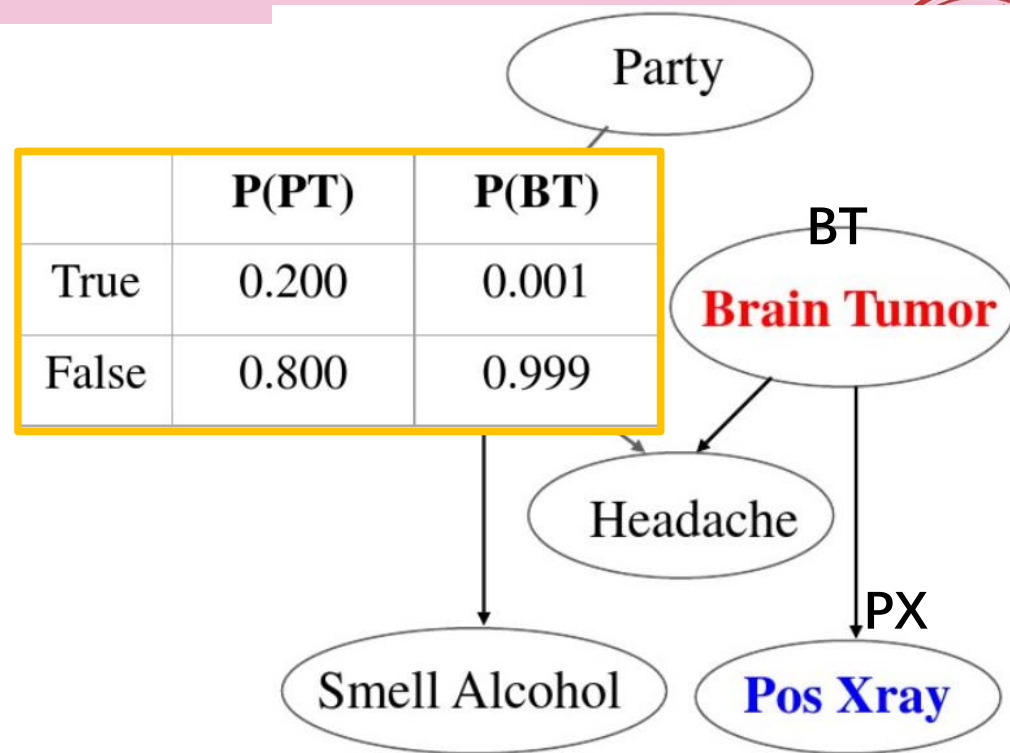 Party
P(PT) P(BT)
True 0.200 0.001
False 0.800 0.999
BT
Brain Tumor
Headache
PX
Smell Alcohol
Pos Xray